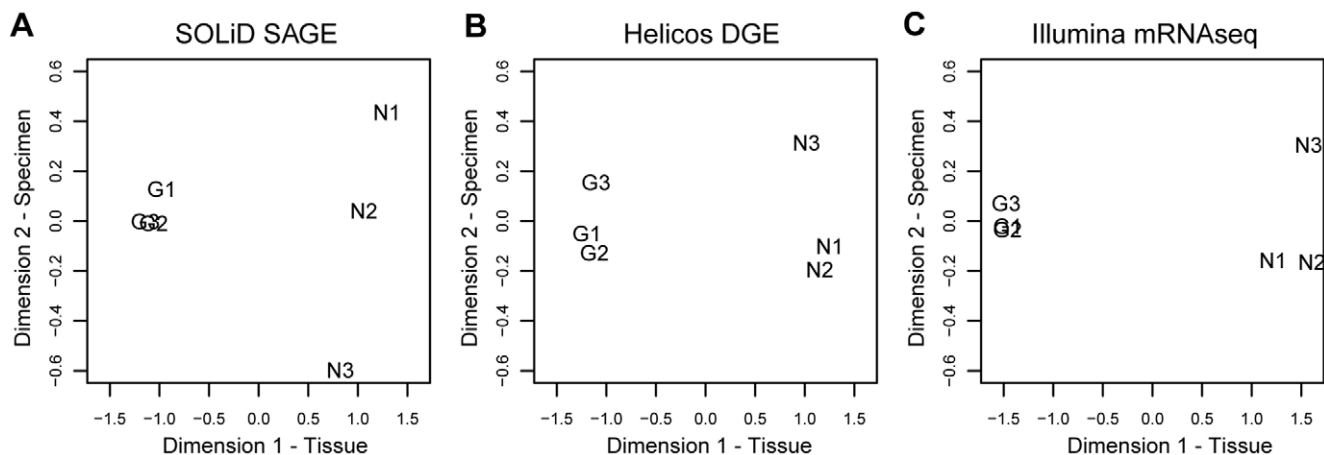 A
SOLiD SAGE
Dimension 2 - Specimen
0.6
0.4
0.2
0.0
−0.2
−0.4
−0.6
N1
G1
N2
G3
G2
N3
−1.5 −1.0 −0.5 0.0 0.5 1.0 1.5
Dimension 1 - Tissue
B
Helicos DGE
Dimension 2 - Specimen
0.6
0.4
0.2
0.0
−0.2
−0.4
−0.6
N3
G3
G1
N1
G2
N2
−1.5 −1.0 −0.5 0.0 0.5 1.0 1.5
Dimension 1 - Tissue
C
Illumina mRNAseq
Dimension 2 - Specimen
0.6
0.4
0.2
0.0
−0.2
−0.4
−0.6
N3
G3
G1
G2
N1
N2
−1.5 −1.0 −0.5 0.0 0.5 1.0 1.5
Dimension 1 - Tissue